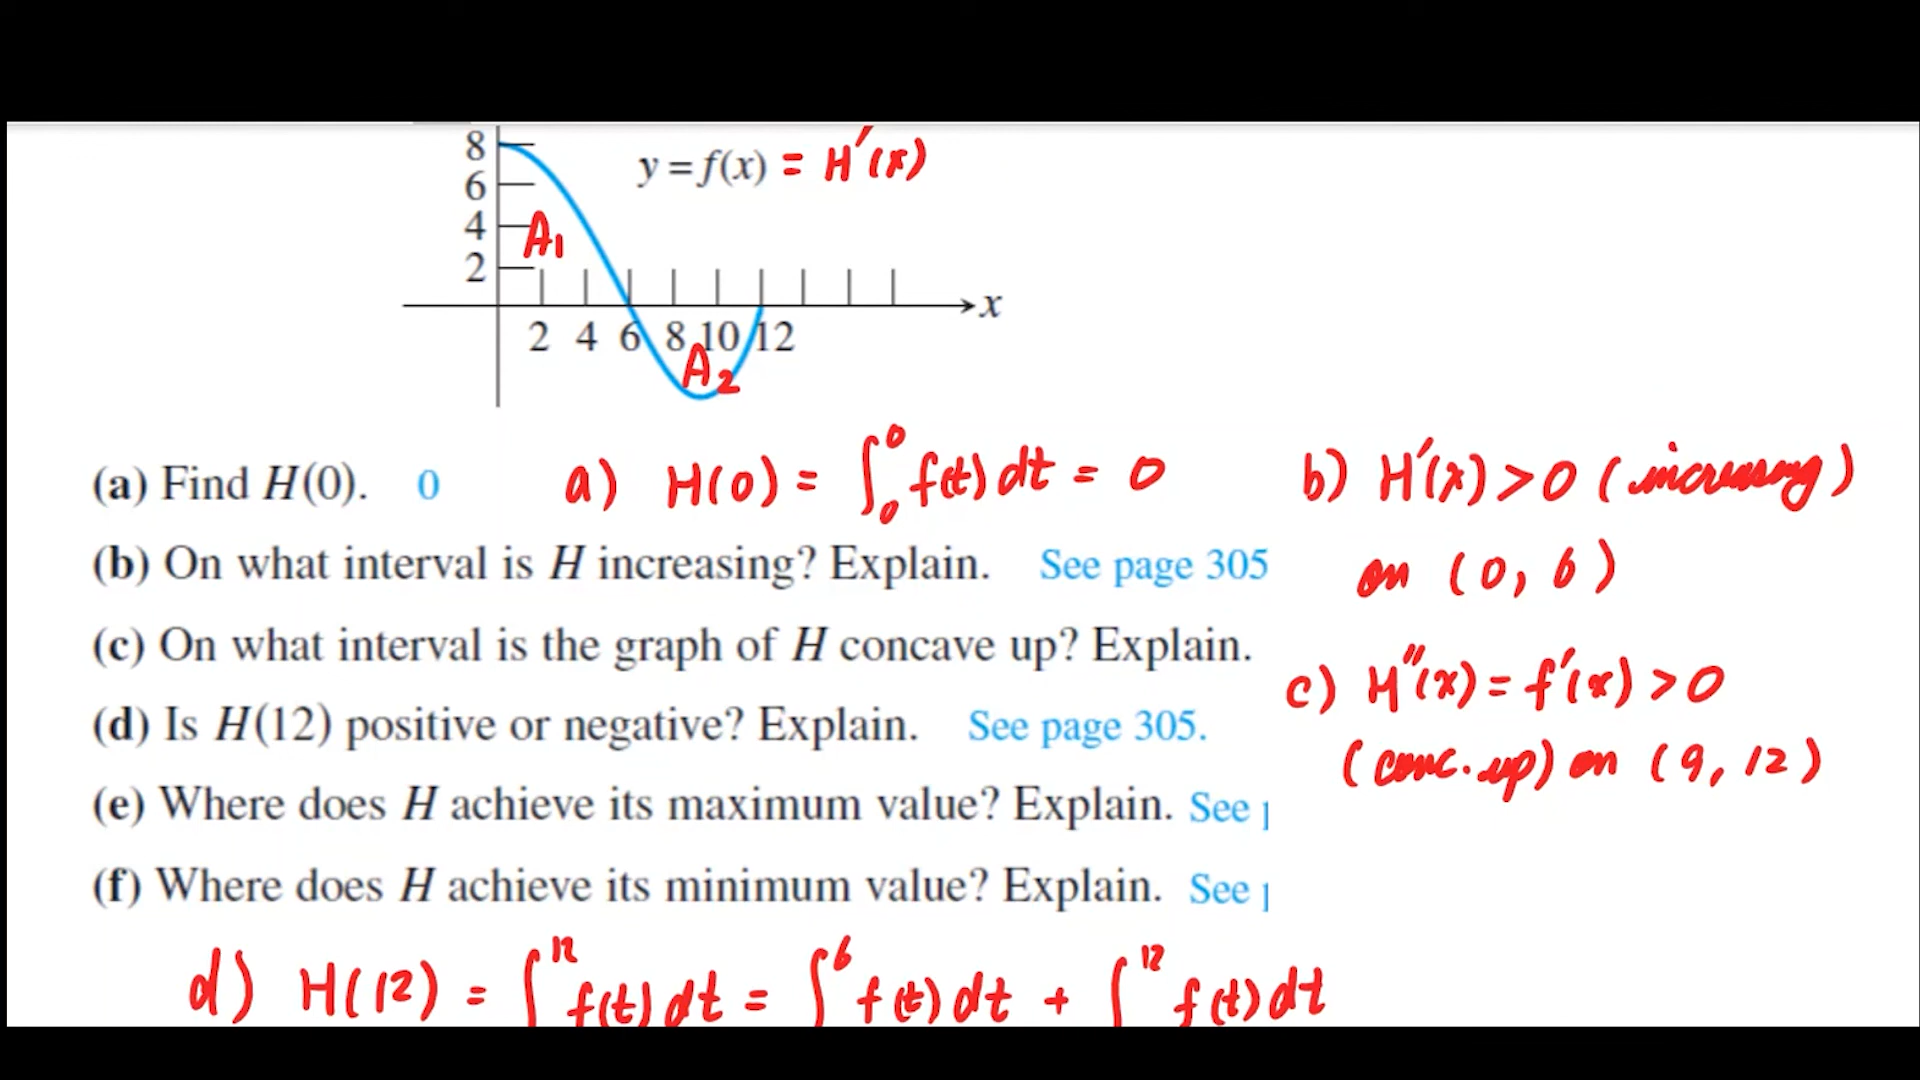 8
y = f(x) = H'(x)
6
4
A₁
2
x
2 4 6 8 10 12
A₂
(a) Find H(0). 0
a) H(0) = ∫₀⁰ f(t) dt = 0
b) H'(x) > 0 (increasing)
on (0, 6)
(b) On what interval is H increasing? Explain. See page 305
(c) On what interval is the graph of H concave up? Explain.
c) H''(x) = f'(x) > 0
(conc. up) on (9, 12)
(d) Is H(12) positive or negative? Explain. See page 305.
(e) Where does H achieve its maximum value? Explain. See
(f) Where does H achieve its minimum value? Explain. See
d) H(12) = ∫¹² f(t) dt = ∫⁶ f(t) dt + ∫¹² f(t) dt